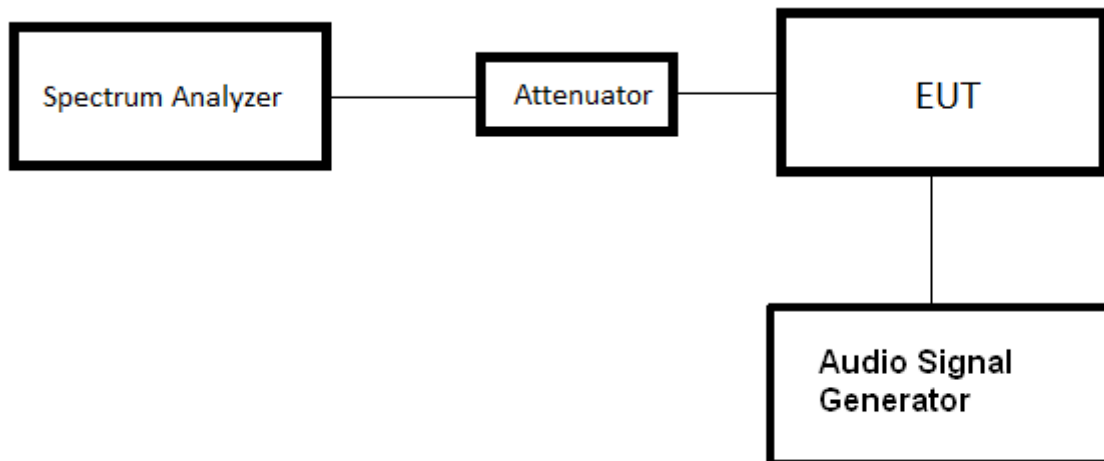 Spectrum Analyzer
Attenuator
EUT
Audio Signal
Generator